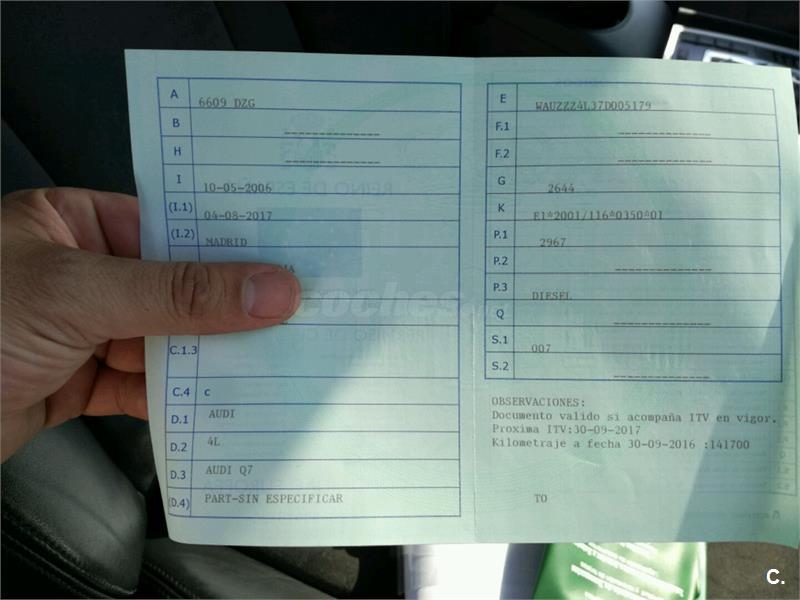 A 6609 DZG
B -------------
H -------------
I 10-05-2006
(I.1) 04-08-2017
(I.2) MADRID
C.1.3
C.4 c
D.1 AUDI
D.2 4L
D.3 AUDI Q7
(D.4) PART-SIN ESPECIFICAR
E WAUZZZ4L37D005179
F.1 -------------
F.2 -------------
G 2644
K E1*2001/116*0350*01
P.1 2967
P.2 -------------
P.3 DIESEL
Q -------------
S.1 007
S.2 -------------
OBSERVACIONES:
Documento valido si acompaña ITV en vigor.
Proxima ITV:30-09-2017
Kilometraje a fecha 30-09-2016 :141700
TO
coches
C.